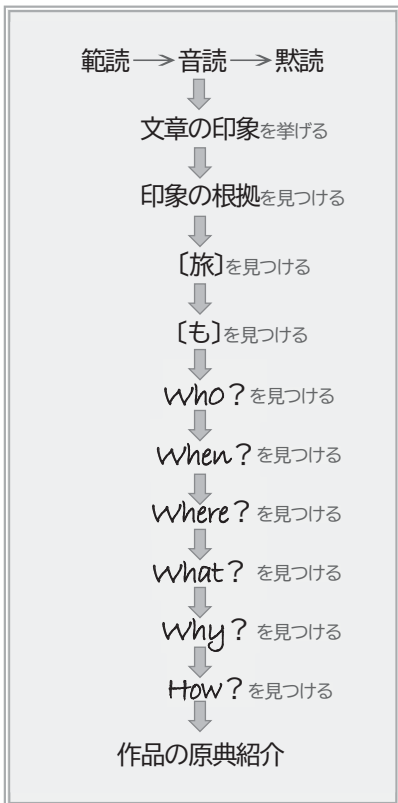 範読→音読→黙読
文章の印象を挙げる
印象の根拠を見つける
〔旅〕を見つける
〔も〕を見つける
Who?を見つける
When?を見つける
Where?を見つける
What?を見つける
Why?を見つける
How?を見つける
作品の原典紹介